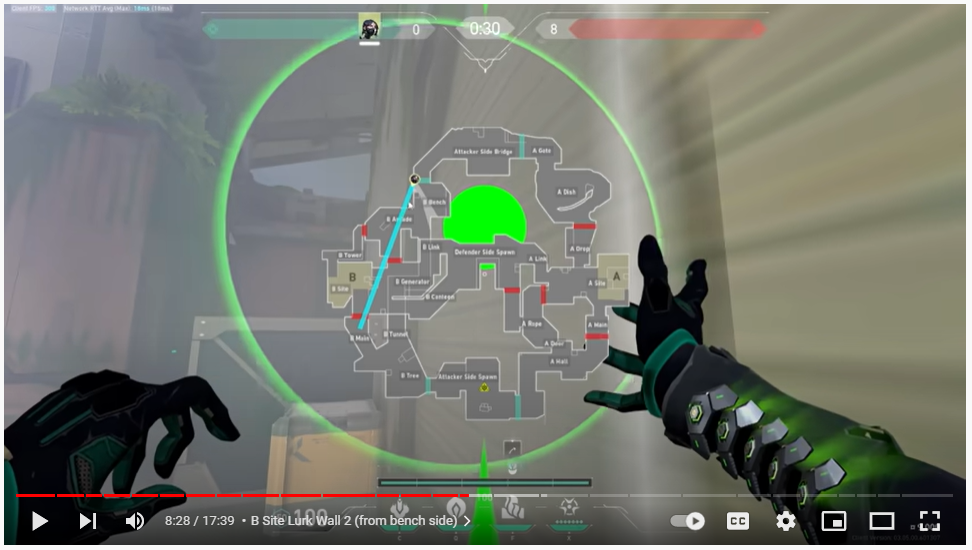 0
0:30
8
Attacker Side Bridge
A Gate
A Dish
B Bench
B Arcade
B Link
Defender Side Spawn
A Drop
A Link
B Tower
B
B Site
B Generator
B Canteen
A
A Site
A Rope
A Main
A Door
A Hall
B Main
B Tunnel
B Tree
Attacker Side Spawn
100
8:28 / 17:39 • B Site Lurk Wall 2 (from bench side)
CC